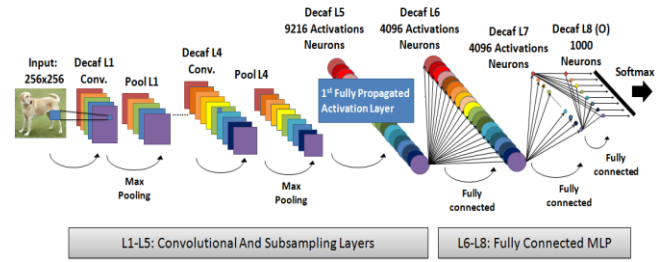 Input:
256x256
Decaf L1
Conv.
Pool L1
Max
Pooling
Decaf L4
Conv.
Pool L4
Max
Pooling
Decaf L5
9216 Activations
Neurons
1st Fully Propagated
Activation Layer
Decaf L6
4096 Activations
Neurons
Fully
connected
Decaf L7
4096 Activations
Neurons
Fully
connected
Decaf L8 (O)
1000
Neurons
Fully
connected
Softmax
L1-L5: Convolutional And Subsampling Layers
L6-L8: Fully Connected MLP